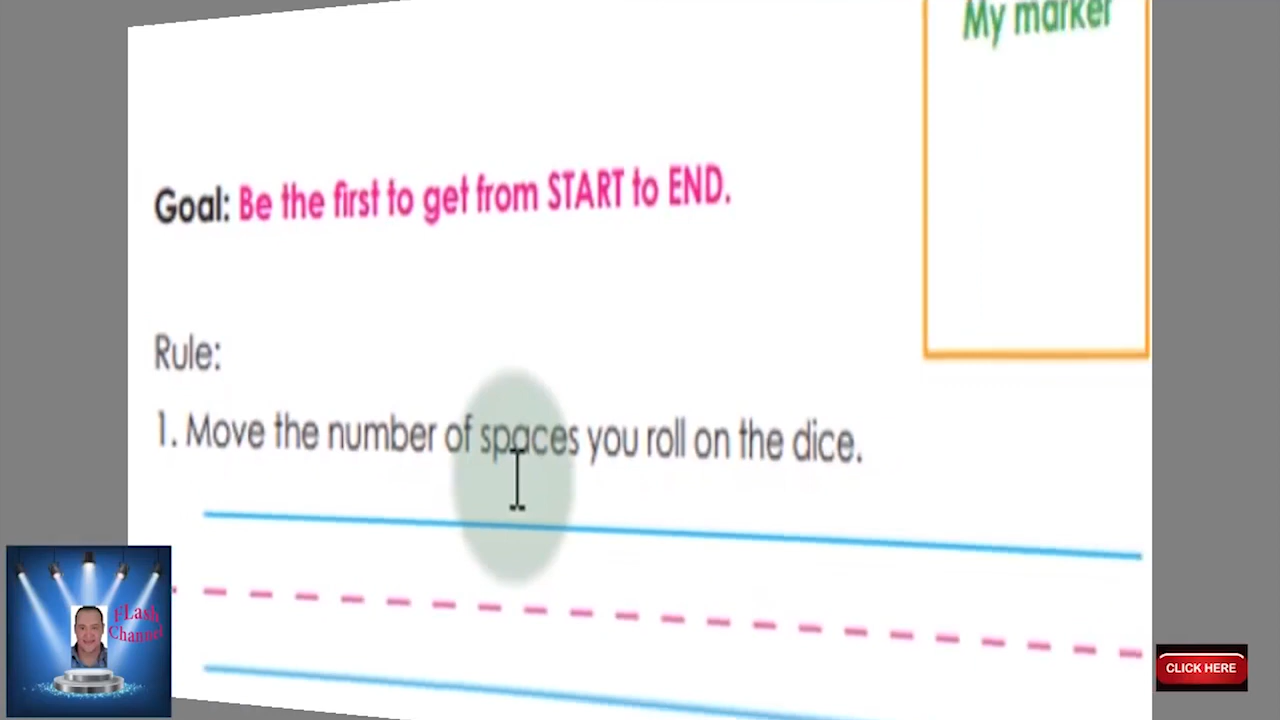 My marker
Goal: Be the first to get from START to END.
Rule:
1. Move the number of spaces you roll on the dice.
fLash
Channel
CLICK HERE